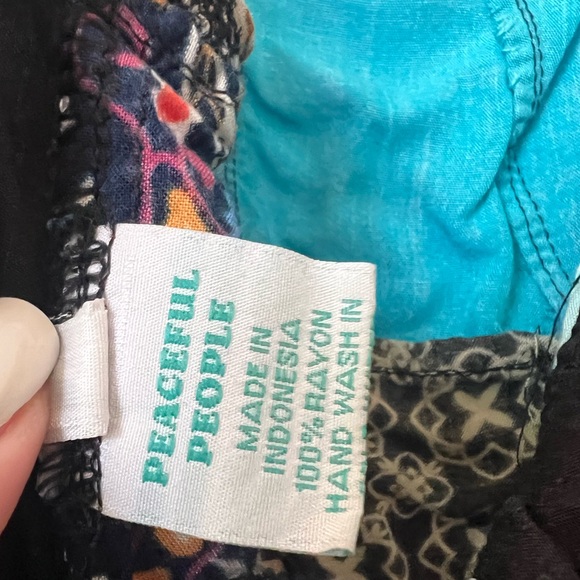 PEACEFUL
PEOPLE
MADE IN
INDONESIA
100% RAYON
HAND WASH IN